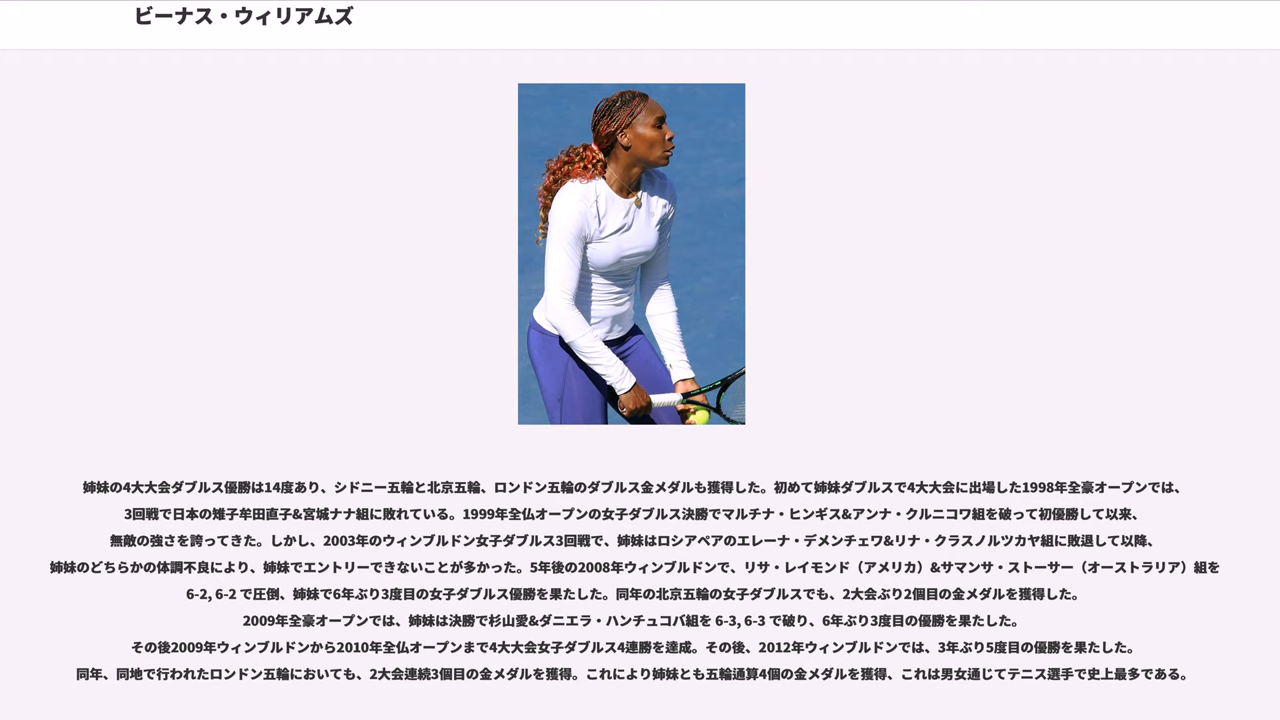 ビーナス・ウィリアムズ
姉妹の4大大会ダブルス優勝は14度あり、シドニー五輪と北京五輪、ロンドン五輪のダブルス金メダルも獲得した。初めて姉妹ダブルスで4大大会に出場した1998年全豪オープンでは、
3回戦で日本の雉子牟田直子&宮城ナナ組に敗れている。1999年全仏オープンの女子ダブルス決勝でマルチナ・ヒンギス&アンナ・クルニコワ組を破って初優勝して以来、
無敵の強さを誇ってきた。しかし、2003年のウィンブルドン女子ダブルス3回戦で、姉妹はロシアペアのエレーナ・デメンチェワ&リナ・クラスノルツカヤ組に敗退して以降、
姉妹のどちらかの体調不良により、姉妹でエントリーできないことが多かった。5年後の2008年ウィンブルドンで、リサ・レイモンド（アメリカ）&サマンサ・ストーサー（オーストラリア）組を
6-2, 6-2 で圧倒、姉妹で6年ぶり3度目の女子ダブルス優勝を果たした。同年の北京五輪の女子ダブルスでも、2大会ぶり2個目の金メダルを獲得した。
2009年全豪オープンでは、姉妹は決勝で杉山愛&ダニエラ・ハンチュコバ組を 6-3, 6-3 で破り、6年ぶり3度目の優勝を果たした。
その後2009年ウィンブルドンから2010年全仏オープンまで4大大会女子ダブルス4連勝を達成。その後、2012年ウィンブルドンでは、3年ぶり5度目の優勝を果たした。
同年、同地で行われたロンドン五輪においても、2大会連続3個目の金メダルを獲得。これにより姉妹とも五輪通算4個の金メダルを獲得、これは男女通じてテニス選手で史上最多である。